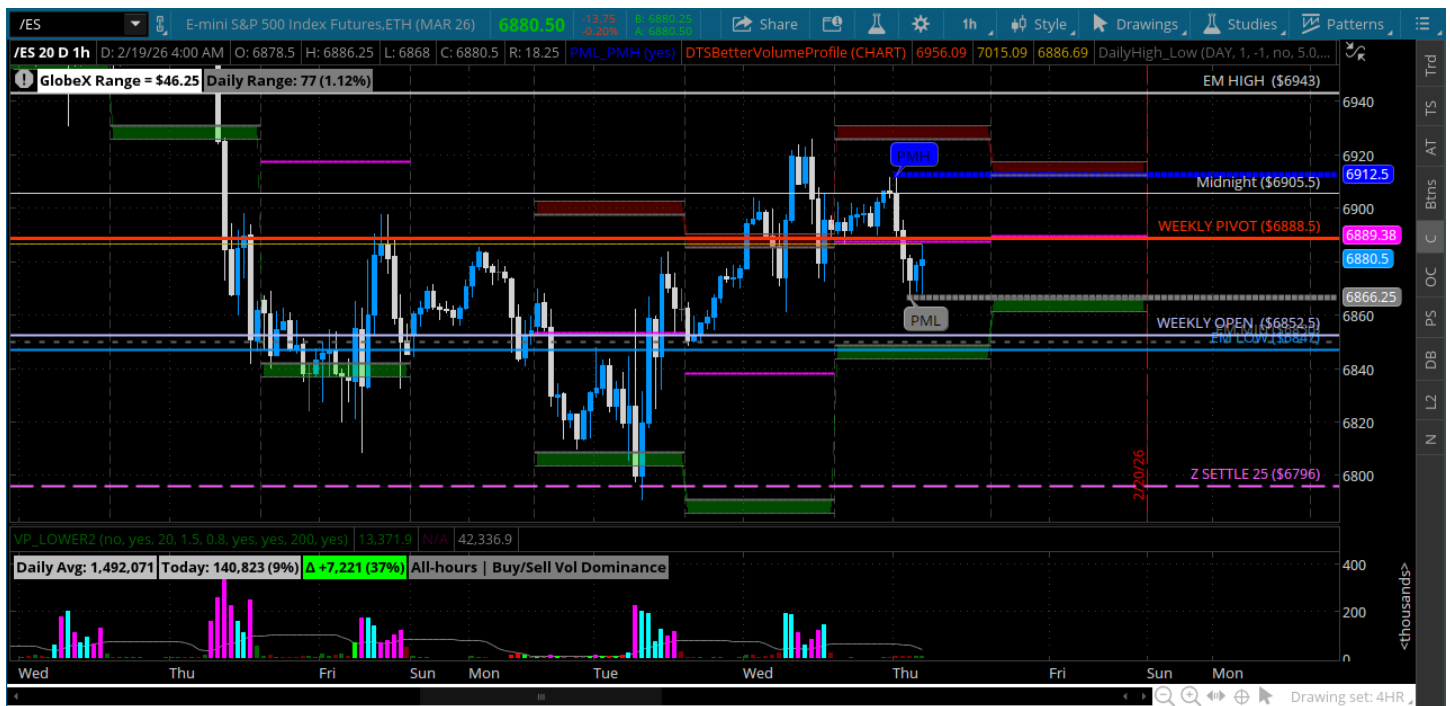 /ES E-mini S&P 500 Index Futures,ETH (MAR 26) 6880.50 -13.75 -0.20% B: 6880.25 A: 6880.50 Share 1h Style Drawings Studies Patterns
/ES 20 D 1h D: 2/19/26 4:00 AM O: 6878.5 H: 6886.25 L: 6868 C: 6880.5 R: 18.25 PML_PMH (yes) DTSBetterVolumeProfile (CHART) 6956.09 7015.09 6886.69 DailyHigh_Low (DAY, 1, -1, no, 5.0,...
GlobeX Range = $46.25 Daily Range: 77 (1.12%)
EM HIGH ($6943)
6940
6920
PMH
6912.5
Midnight ($6905.5)
6900
WEEKLY PIVOT ($6888.5)
6889.38
6880.5
6866.25
PML
6860
WEEKLY OPEN ($6852.5)
EM LOW ($6847)
6840
6820
Z SETTLE 25 ($6796)
6800
2/20/26
VP_LOWER2 (no, yes, 20, 1.5, 0.8, yes, yes, 200, yes) 13,371.9 N/A 42,336.9
Daily Avg: 1,492,071 Today: 140,823 (9%) Δ +7,221 (37%) All-hours | Buy/Sell Vol Dominance
400
200
0
<thousands>
Wed Thu Fri Sun Mon Tue Wed Thu Fri Sun Mon
Drawing set: 4HR
Trd
TS
AT
Btns
C
OC
PS
DB
L2
N